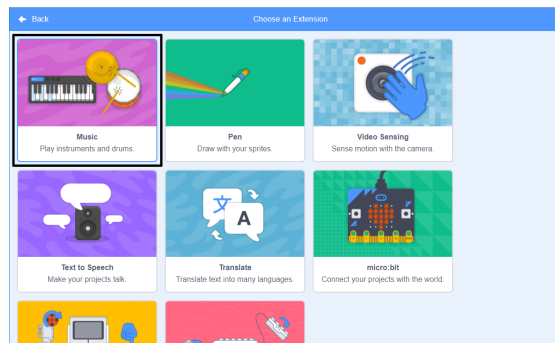 Back
Choose an Extension
Music
Play instruments and drums.
Pen
Draw with your sprites.
Video Sensing
Sense motion with the camera.
Text to Speech
Make your projects talk.
文
A
Translate
Translate text into many languages.
micro:bit
Connect your projects with the world.